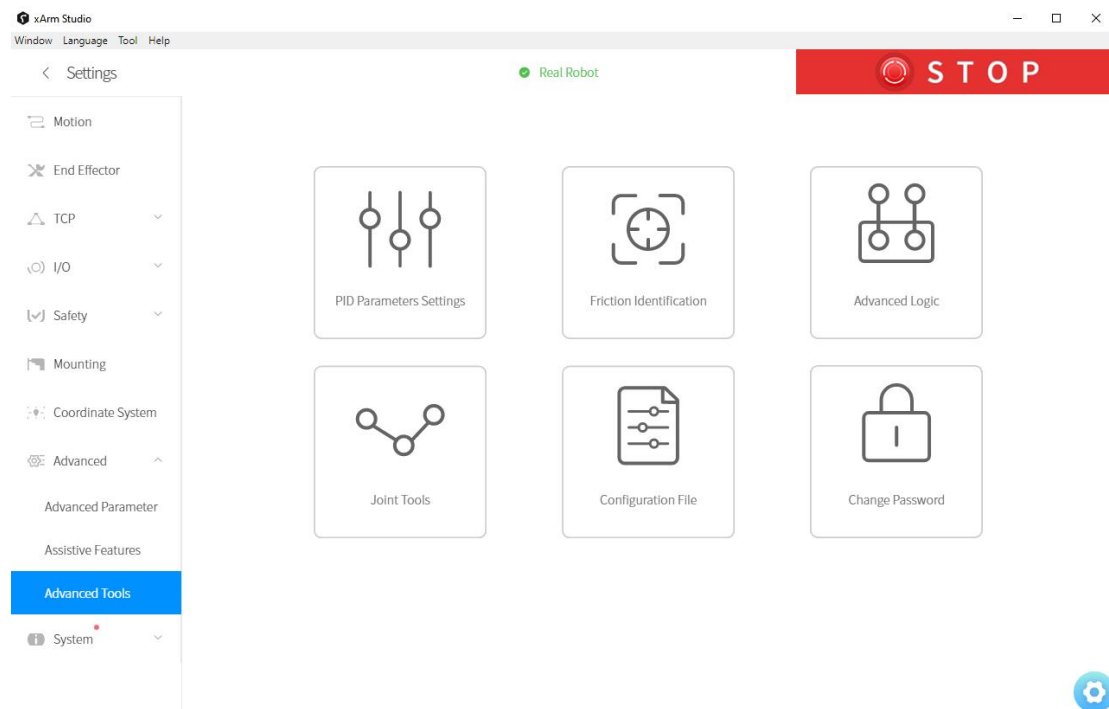 xArm Studio
Window Language Tool Help
Settings
Real Robot
STOP
Motion
End Effector
TCP
I/O
Safety
Mounting
Coordinate System
Advanced
Advanced Parameter
Assistive Features
Advanced Tools
System
PID Parameters Settings
Friction Identification
Advanced Logic
Joint Tools
Configuration File
Change Password